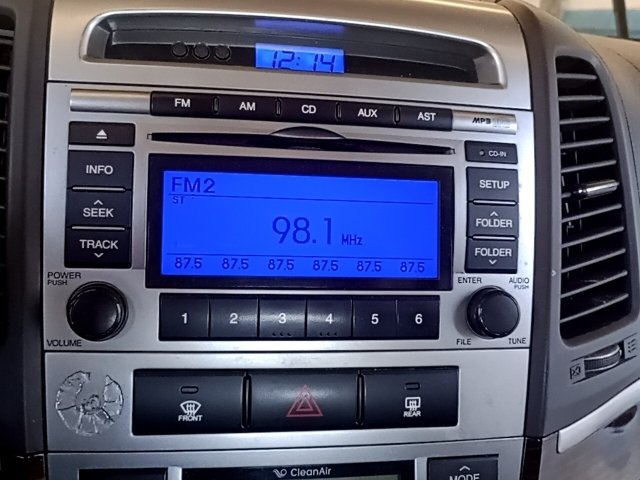 12:14
FM AM CD AUX AST
MP3
CD-IN
INFO
SETUP
SEEK
FOLDER
TRACK
FOLDER
FM2
ST
98.1 MHz
87.5 87.5 87.5 87.5 87.5 87.5
POWER
PUSH
VOLUME
1 2 3 4 5 6
ENTER
AUDIO
PUSH
FILE
TUNE
FRONT
REAR
CleanAir
MODE